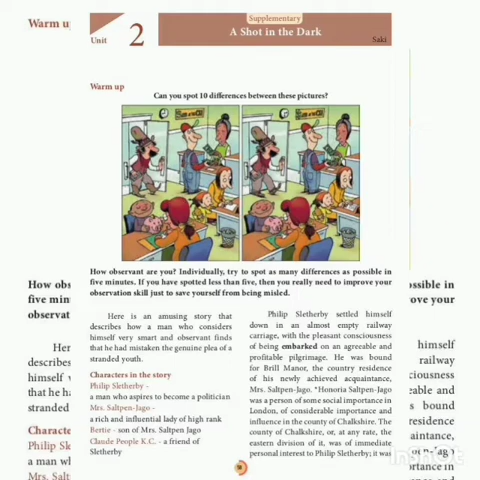 Warm u
Supplementary
Unit 2
A Shot in the Dark
Saki
Warm up
Can you spot 10 differences between these pictures?
How observant are you? Individually, try to spot as many differences as possible in
five minutes. If you have spotted less than five, then you really need to improve your
observation skill just to save yourself from being misled.
Here is an amusing story that
describes how a man who considers
himself very smart and observant finds
that he had mistaken the genuine plea of a
stranded youth.
Characters in the story
Philip Sletherby -
a man who aspires to become a politician
Mrs. Saltpen-Jago -
a rich and influential lady of high rank
Bertie - son of Mrs. Saltpen Jago
Claude People K.C. - a friend of
Sletherby
Philip Sletherby settled himself
down in an almost empty railway
carriage, with the pleasant consciousness
of being embarked on an agreeable and
profitable pilgrimage. He was bound
for Brill Manor, the country residence
of his newly achieved acquaintance,
Mrs. Saltpen-Jago. "Honoria Saltpen-Jago
was a person of some social importance in
London, of considerable importance and
influence in the county of Chalkshire. The
county of Chalkshire, or, at any rate, the
eastern division of it, was of immediate
personal interest to Philip Sletherby; it was
98
How obs
five min
observat
Her
describes
himself v
that he ha
stranded
Charact
Philip Sl
a man wh
Mrs. Salt
ossible in
ove your
himself
railway
ciousness
eable and
s bound
residence
aintance,
en-Jago
ortance in
InShot